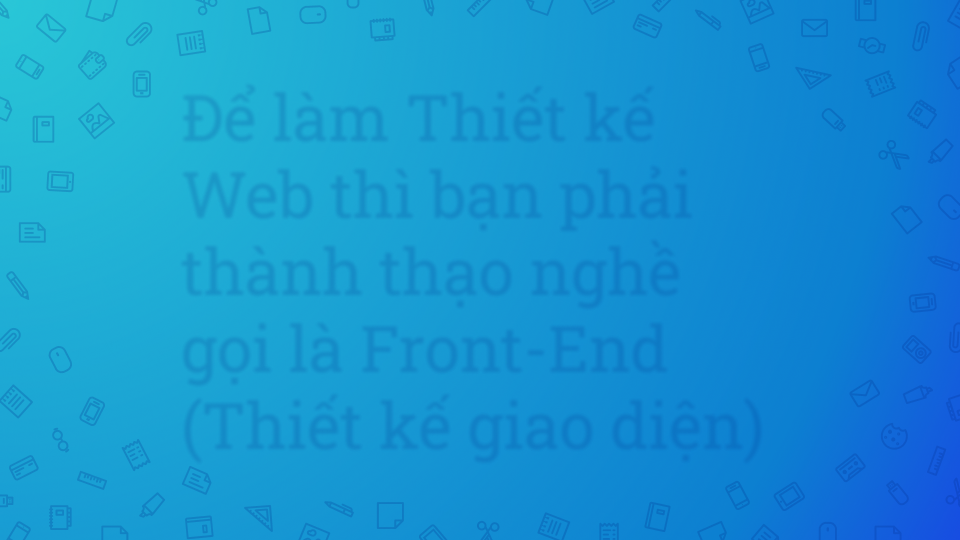 Để làm Thiết kế
Web thì bạn phải
thành thạo nghề
gọi là Front-End
(Thiết kế giao diện)